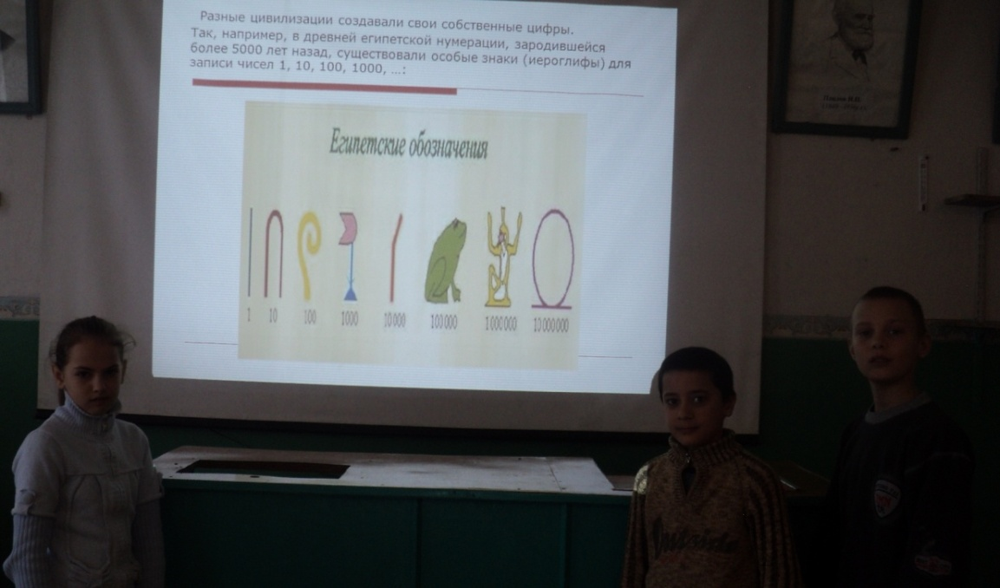 Разные цивилизации создавали свои собственные цифры.
Так, например, в древней египетской нумерации, зародившейся
более 5000 лет назад, существовали особые знаки (иероглифы) для
записи чисел 1, 10, 100, 1000, ...:
Египетские обозначения
1 10 100 1000 10 000 100 000 1 000 000 10 000 000